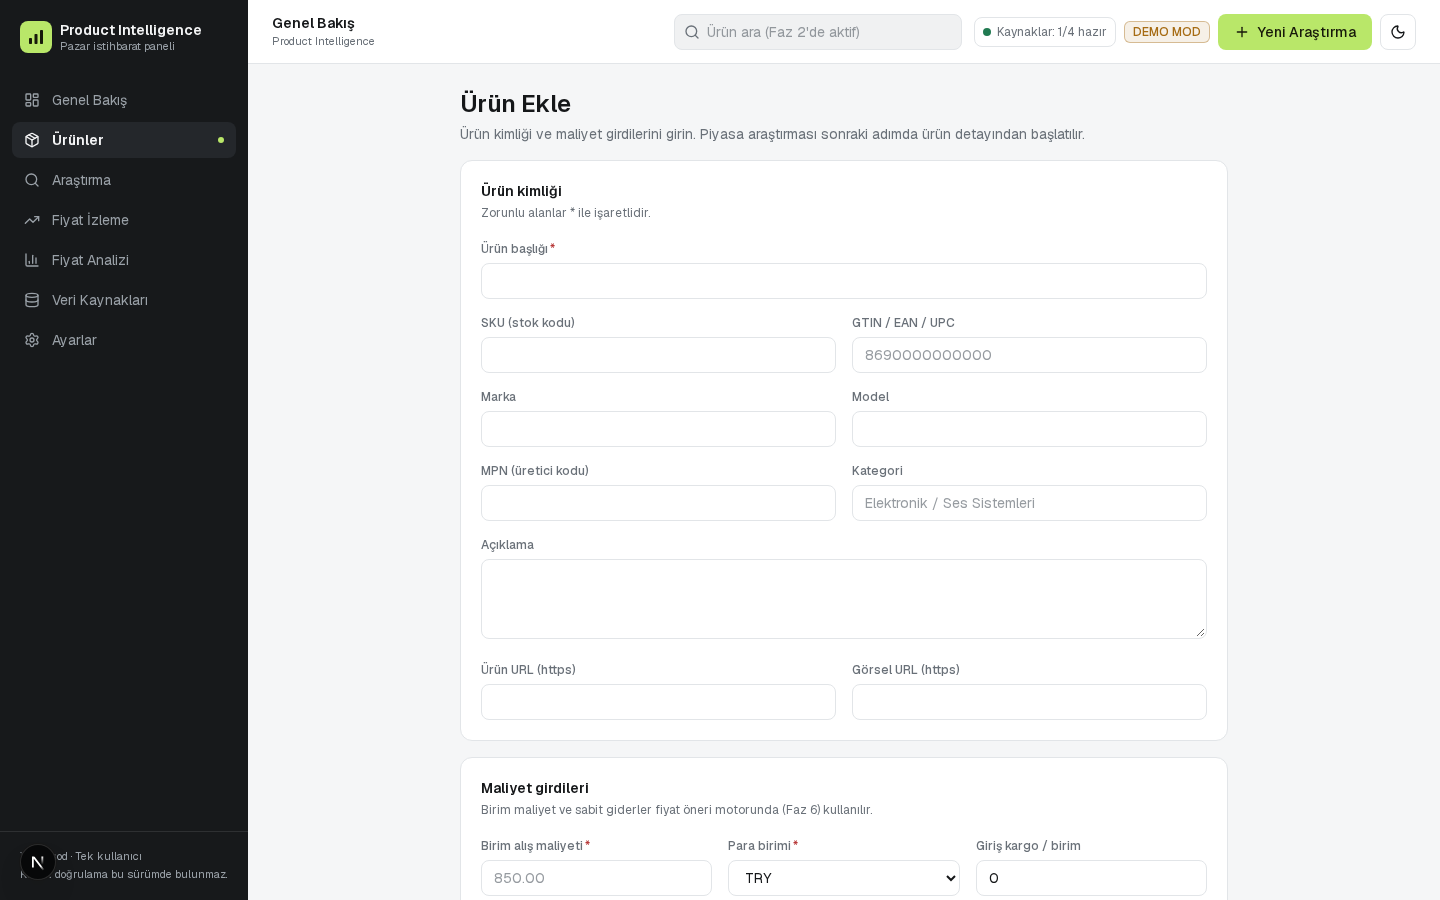 Product Intelligence
Pazar istihbarat paneli
Genel Bakış
Ürünler
Araştırma
Fiyat İzleme
Fiyat Analizi
Veri Kaynakları
Ayarlar
od · Tek kullanıcı
doğrulama bu sürümde bulunmaz.
N
Genel Bakış
Product Intelligence
Ürün ara (Faz 2'de aktif)
Kaynaklar: 1/4 hazır
DEMO MOD
Yeni Araştırma
Ürün Ekle
Ürün kimliği ve maliyet girdilerini girin. Piyasa araştırması sonraki adımda ürün detayından başlatılır.
Ürün kimliği
Zorunlu alanlar * ile işaretlidir.
Ürün başlığı *
SKU (stok kodu)
GTIN / EAN / UPC
8690000000000
Marka
Model
MPN (üretici kodu)
Kategori
Elektronik / Ses Sistemleri
Açıklama
Ürün URL (https)
Görsel URL (https)
Maliyet girdileri
Birim maliyet ve sabit giderler fiyat öneri motorunda (Faz 6) kullanılır.
Birim alış maliyeti *
Para birimi *
Giriş kargo / birim
850.00
TRY
0